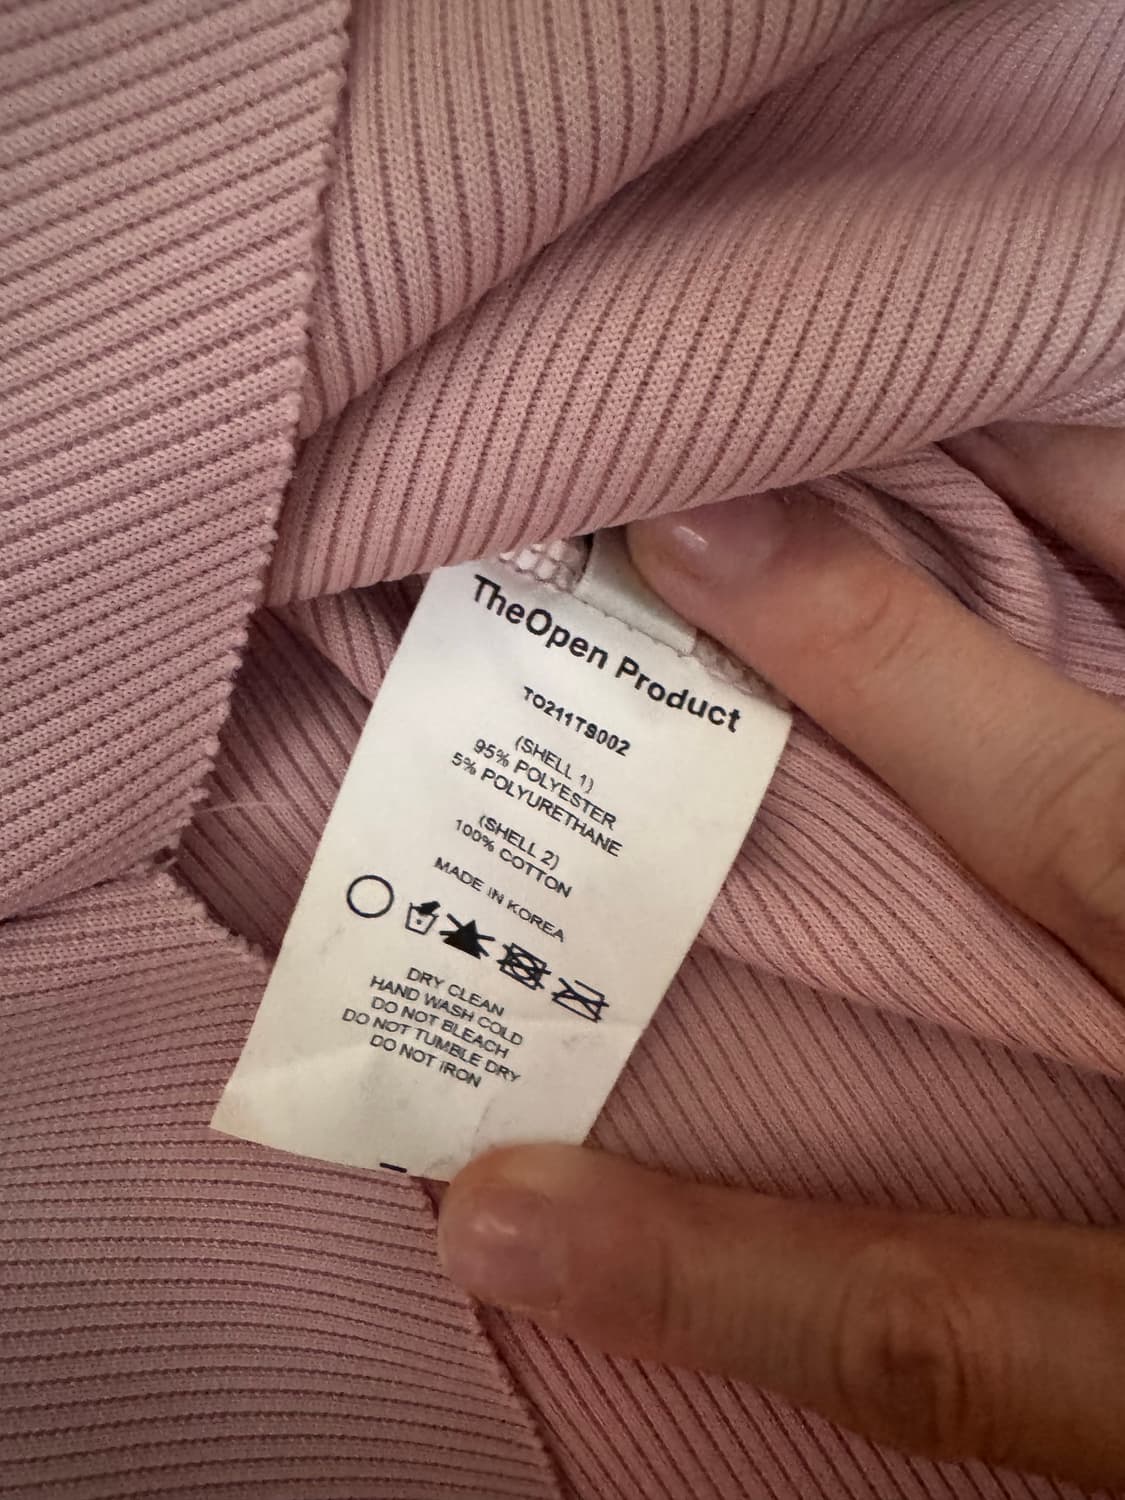 TheOpen Product
TO211TS002
(SHELL 1)
95% POLYESTER
5% POLYURETHANE
(SHELL 2)
100% COTTON
MADE IN KOREA
DRY CLEAN
HAND WASH COLD
DO NOT BLEACH
DO NOT TUMBLE DRY
DO NOT IRON